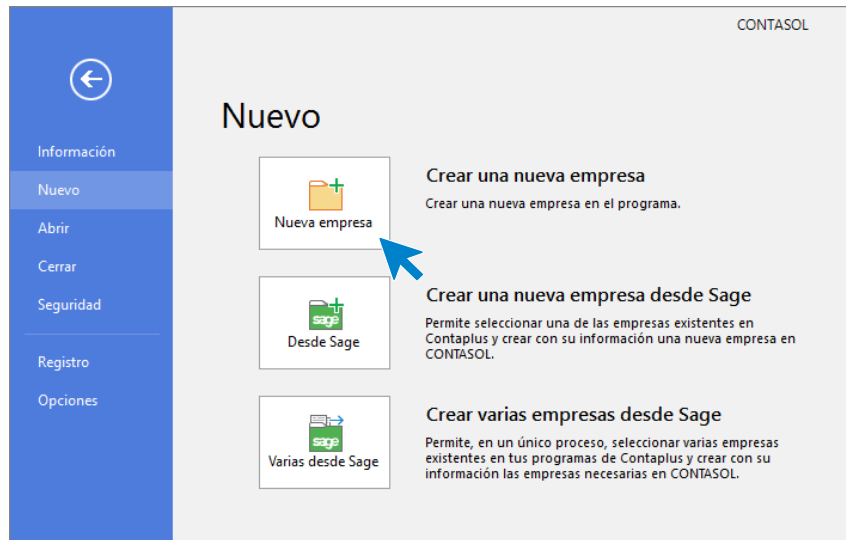 CONTASOL
Información
Nuevo
Abrir
Cerrar
Seguridad
Registro
Opciones
Nuevo
Nueva empresa
Crear una nueva empresa
Crear una nueva empresa en el programa.
sage
Desde Sage
Crear una nueva empresa desde Sage
Permite seleccionar una de las empresas existentes en
Contaplus y crear con su información una nueva empresa en
CONTASOL.
sage
Varias desde Sage
Crear varias empresas desde Sage
Permite, en un único proceso, seleccionar varias empresas
existentes en tus programas de Contaplus y crear con su
información las empresas necesarias en CONTASOL.